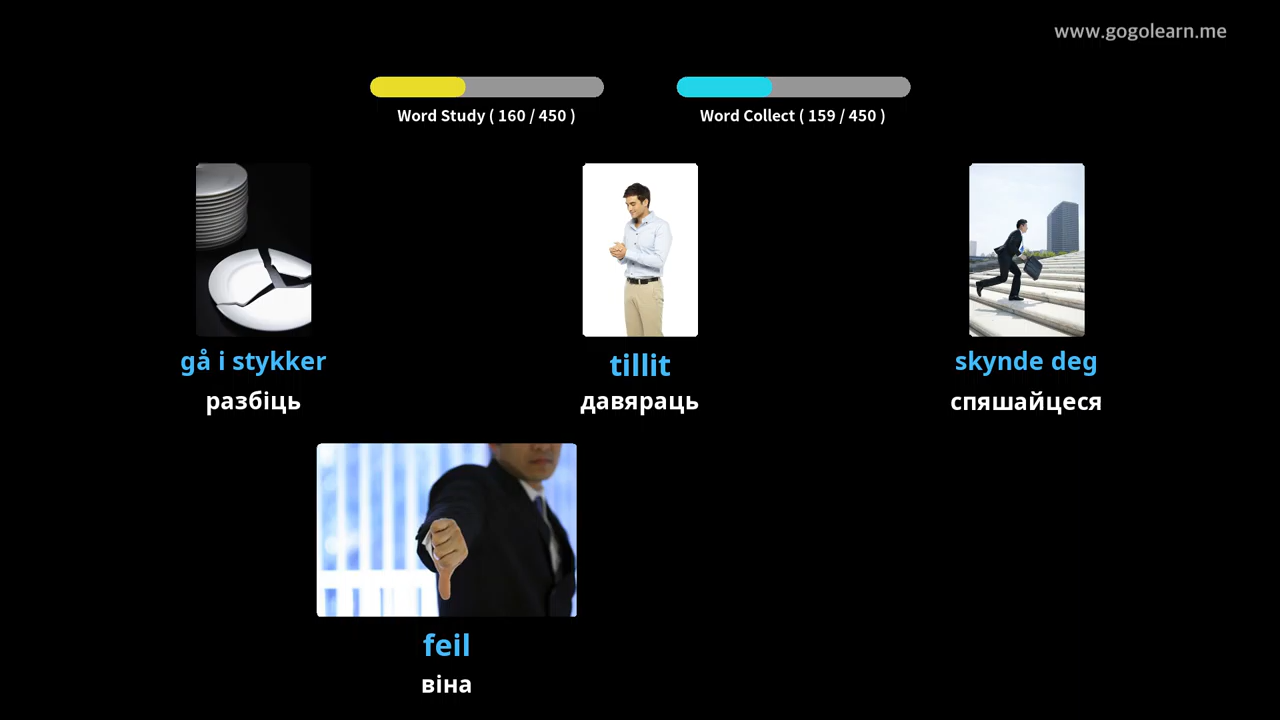 www.gogolearn.me
Word Study ( 160 / 450 )
Word Collect ( 159 / 450 )
gå i stykker
tillit
skynde deg
разбіць
давяраць
спяшайцеся
feil
віна